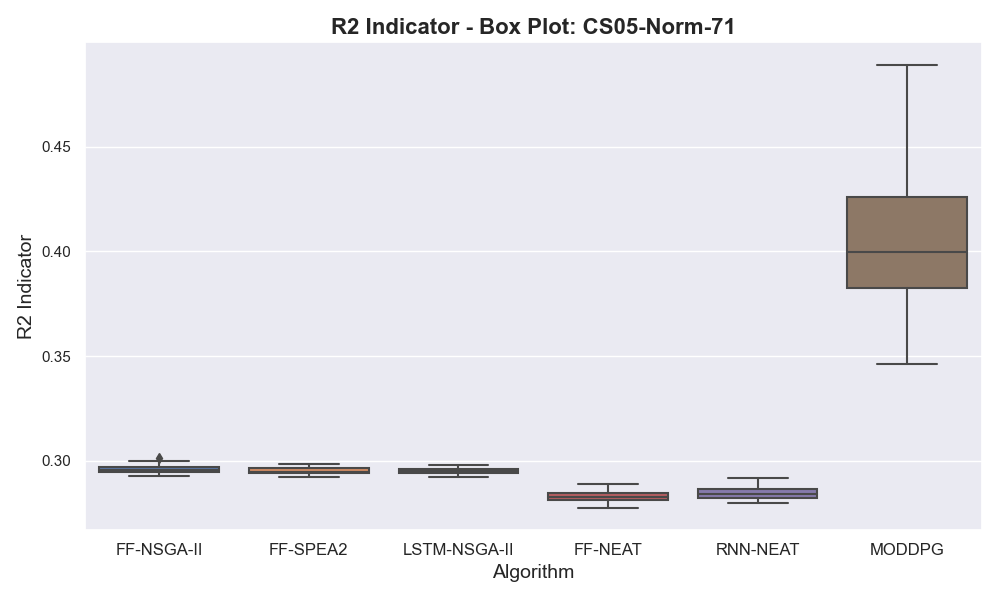 R2 Indicator - Box Plot: CS05-Norm-71
R2 Indicator
0.45
0.40
0.35
0.30
FF-NSGA-II FF-SPEA2 LSTM-NSGA-II FF-NEAT RNN-NEAT MODDPG
Algorithm